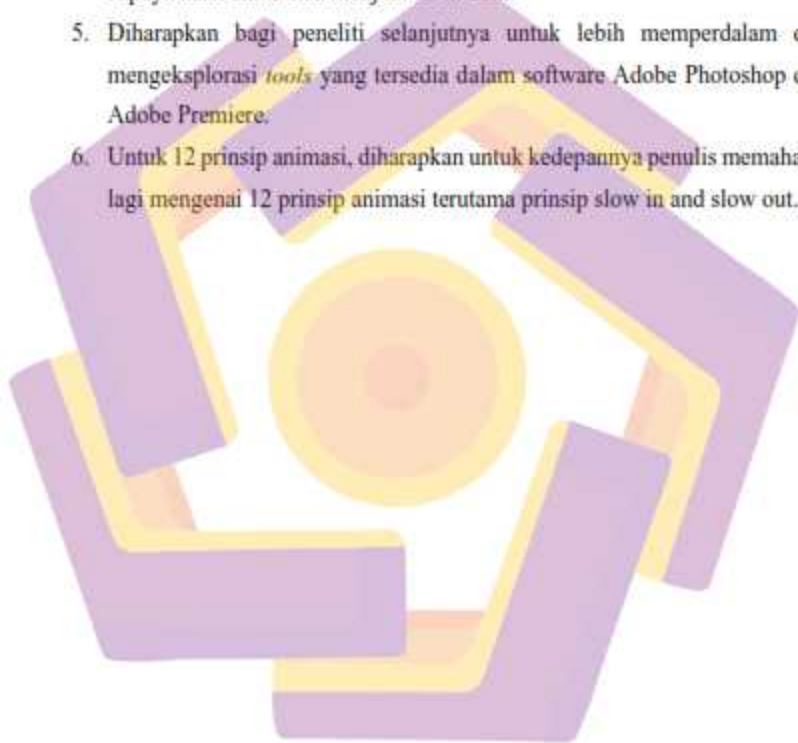 5. Diharapkan bagi peneliti selanjutnya untuk lebih memperdalam
mengeksplorasi tools yang tersedia dalam software Adobe Photoshop
Adobe Premiere.
6. Untuk 12 prinsip animasi, diharapkan untuk kedepannya penulis
lagi mengenai 12 prinsip animasi terutama prinsip slow in and slow out.